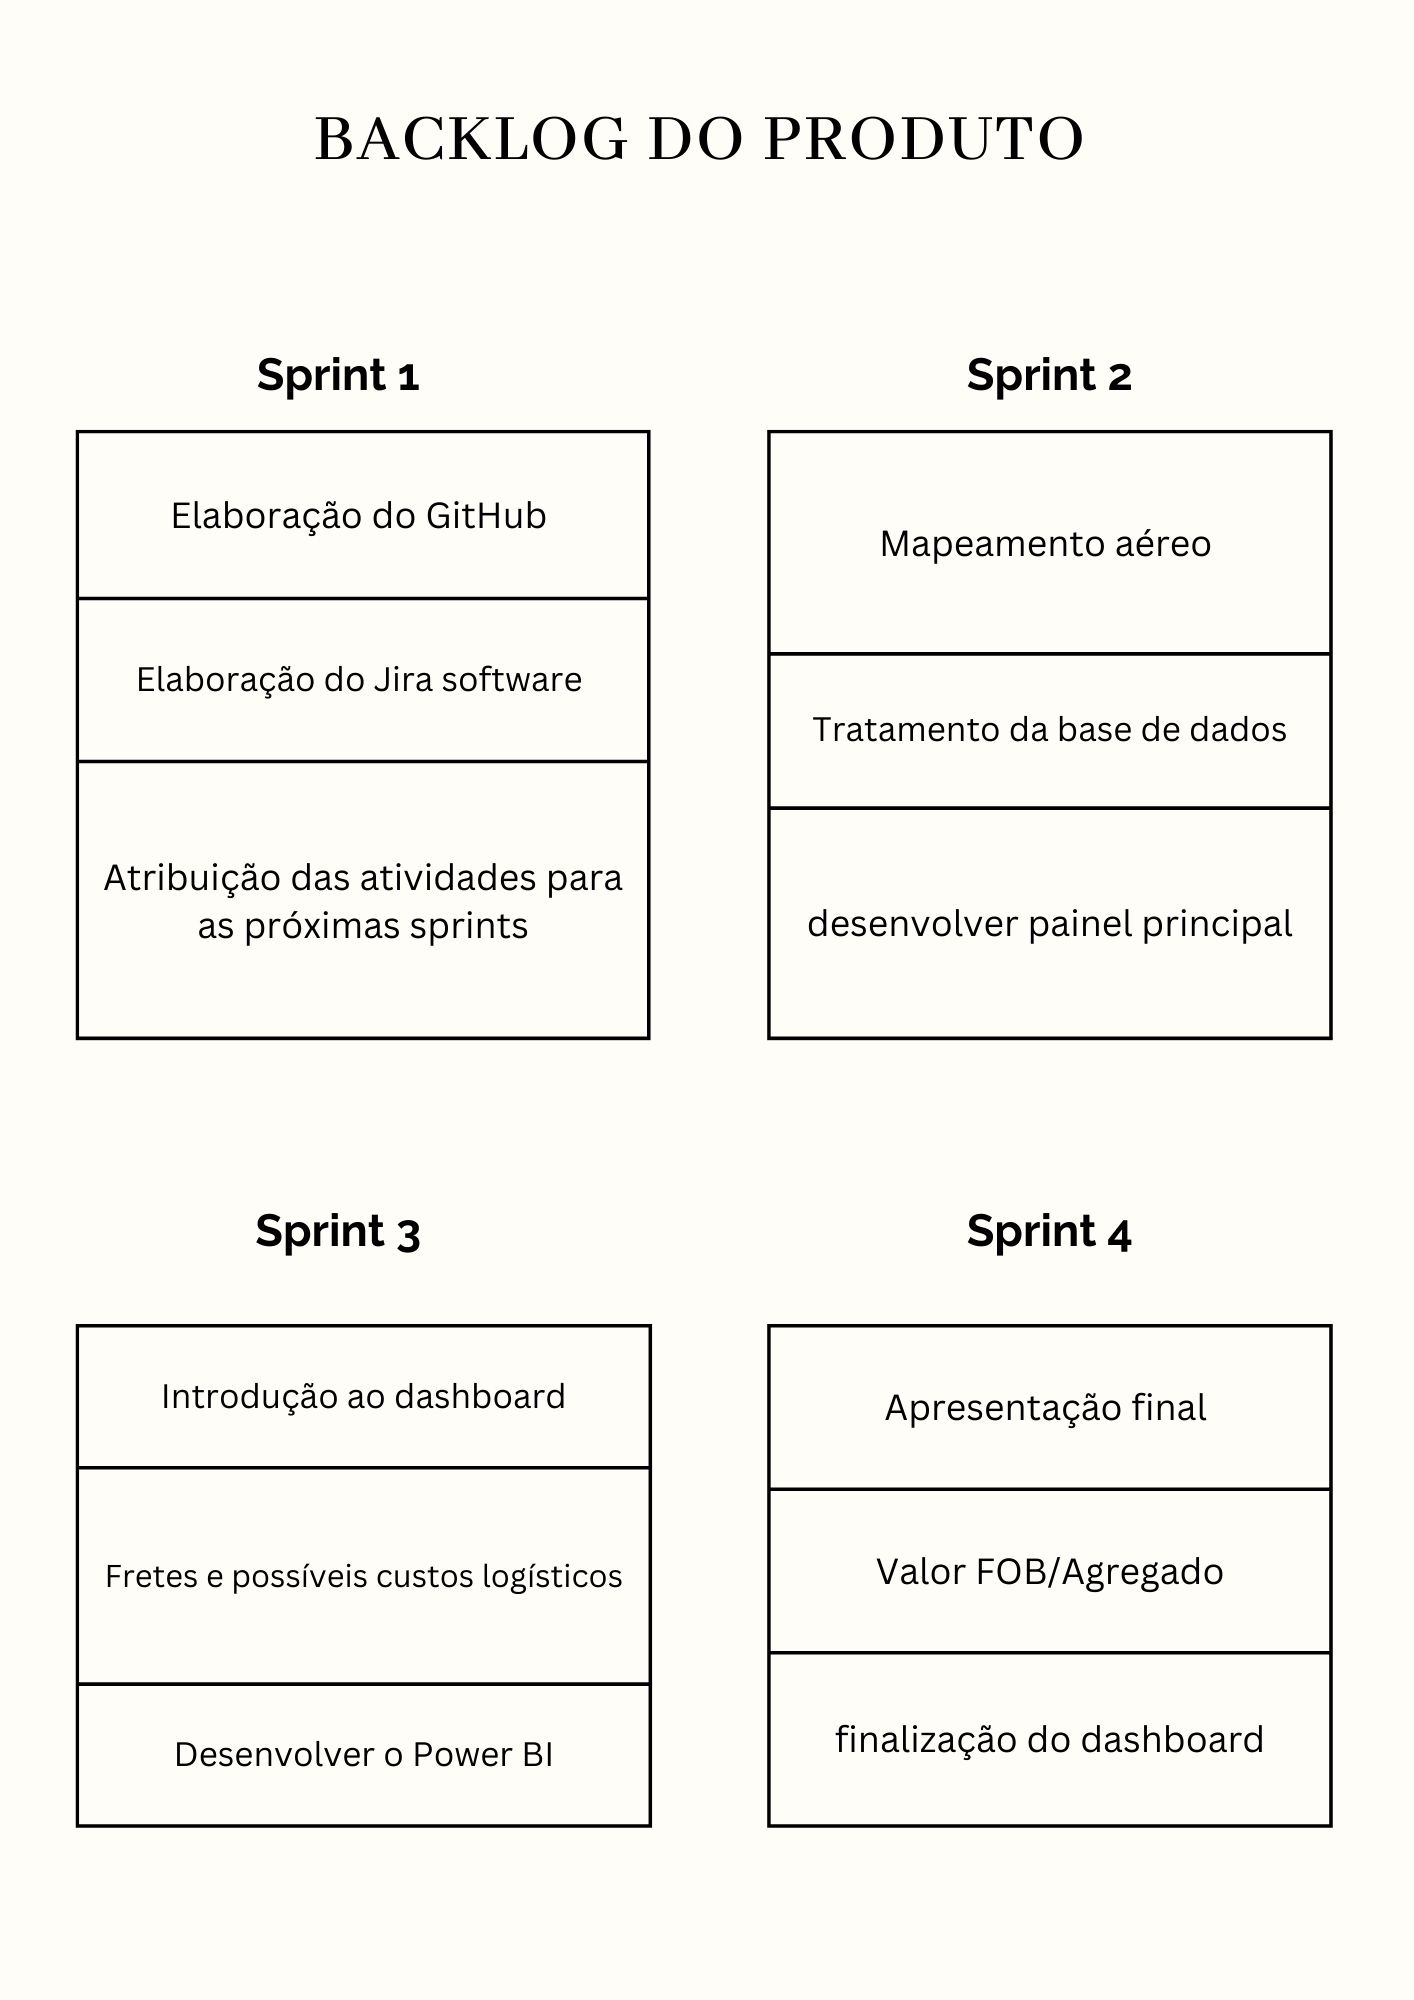 BACKLOG DO PRODUTO
Sprint 1
Elaboração do GitHub
Elaboração do Jira software
Atribuição das atividades para
as próximas sprints
Sprint 2
Mapeamento aéreo
Tratamento da base de dados
desenvolver painel principal
Sprint 3
Introdução ao dashboard
Fretes e possíveis custos logísticos
Desenvolver o Power BI
Sprint 4
Apresentação final
Valor FOB/Agregado
finalização do dashboard